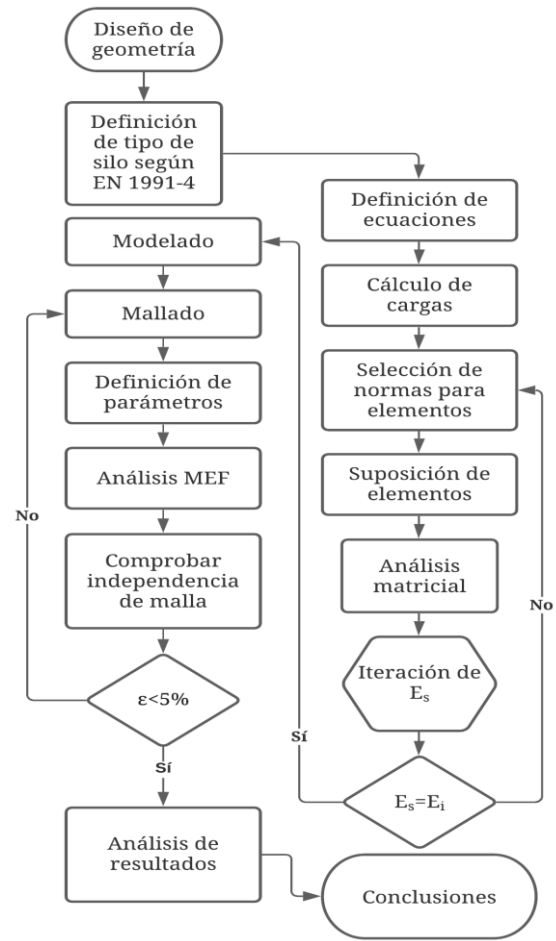 Diseño de
geometría
Definición
de tipo de
silo según
EN 1991-4
Definición de
ecuaciones
Cálculo de
cargas
Selección de
normas para
elementos
Suposición de
elementos
Análisis
matricial
Iteración de
Es
Es=Ei
No
Sí
Modelado
Mallado
Definición de
parámetros
Análisis MEF
Comprobar
independencia
de malla
ε<5%
No
Sí
Análisis de
resultados
Conclusiones